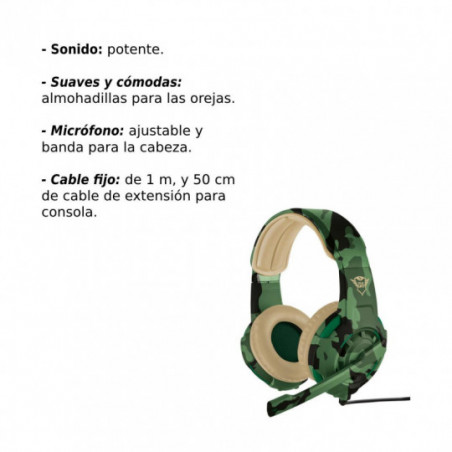 - Sonido: potente.
- Suaves y cómodas:
almohadillas para las orejas.
- Micrófono: ajustable y
banda para la cabeza.
- Cable fijo: de 1 m, y 50 cm
de cable de extensión para
consola.